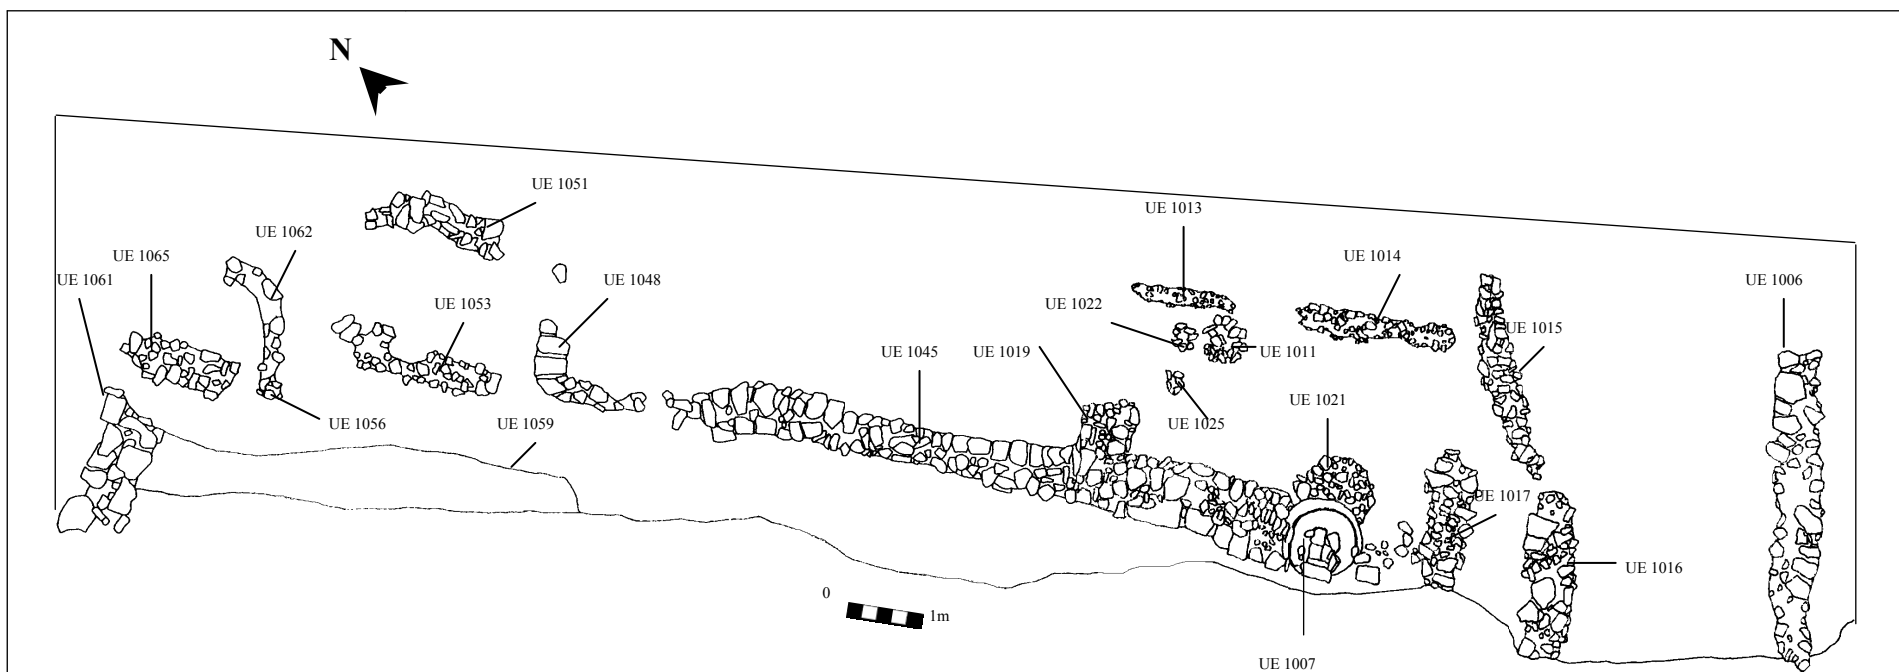 N
UE 1051
UE 1013
UE 1062
UE 1065
UE 1014
UE 1061
UE 1048
UE 1006
UE 1053
UE 1022
UE 1015
UE 1045
UE 1019
UE 1011
UE 1021
UE 1056
UE 1059
UE 1025
UE 1017
UE 1016
0
1m
UE 1007